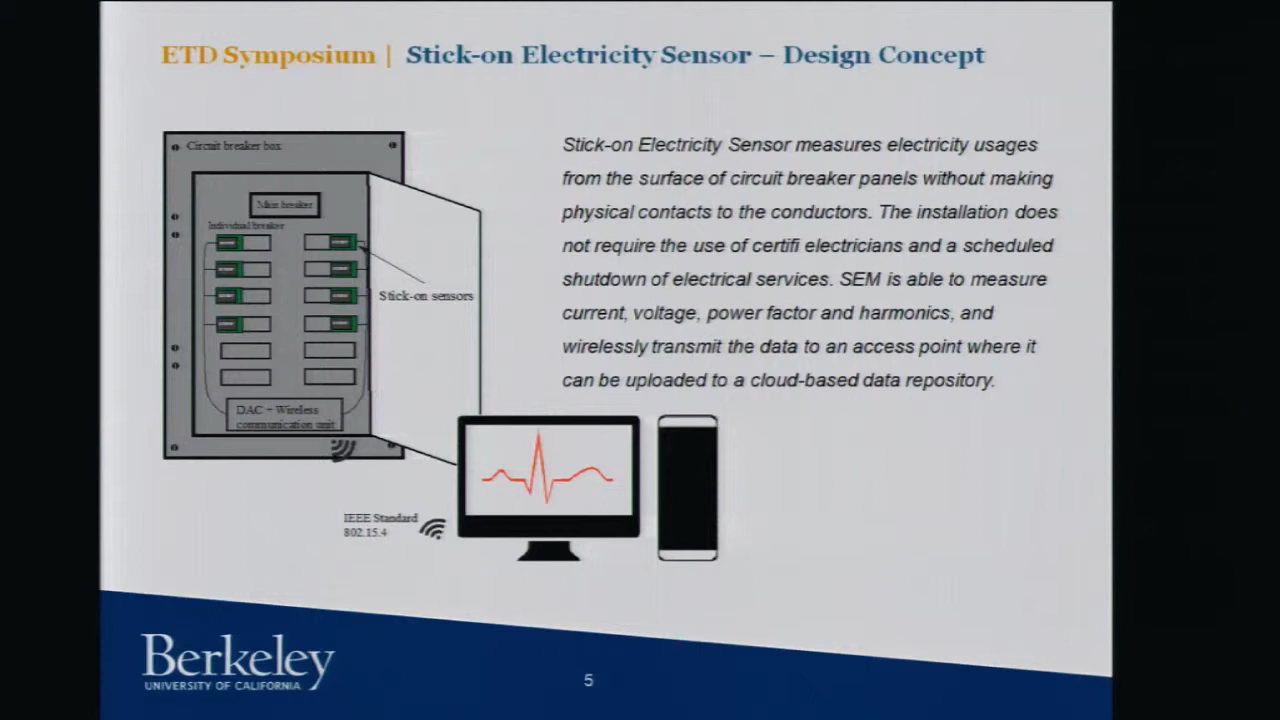 ETD Symposium | Stick-on Electricity Sensor – Design Concept
Circuit breaker box
Main breaker
Individual breaker
Stick-on sensors
DAC + Wireless
communication unit
IEEE Standard
802.15.4
Stick-on Electricity Sensor measures electricity usages
from the surface of circuit breaker panels without making
physical contacts to the conductors. The installation does
not require the use of certifi electricians and a scheduled
shutdown of electrical services. SEM is able to measure
current, voltage, power factor and harmonics, and
wirelessly transmit the data to an access point where it
can be uploaded to a cloud-based data repository.
Berkeley
UNIVERSITY OF CALIFORNIA
5